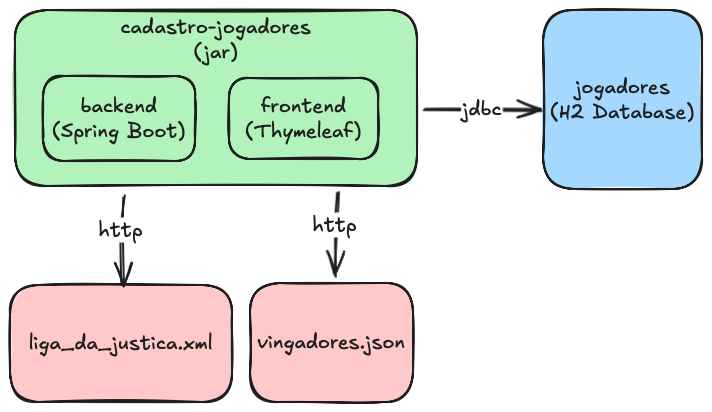 cadastro-jogadores
(jar)
backend
(Spring Boot)
frontend
(Thymeleaf)
jdbc
jogadores
(H2 Database)
http
http
liga_da_justica.xml
vingadores.json